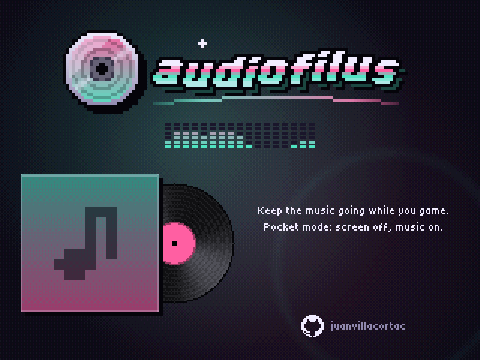 audiofilus
Keep the music going while you game.
Pocket mode: screen off, music on.
juanvillacortac